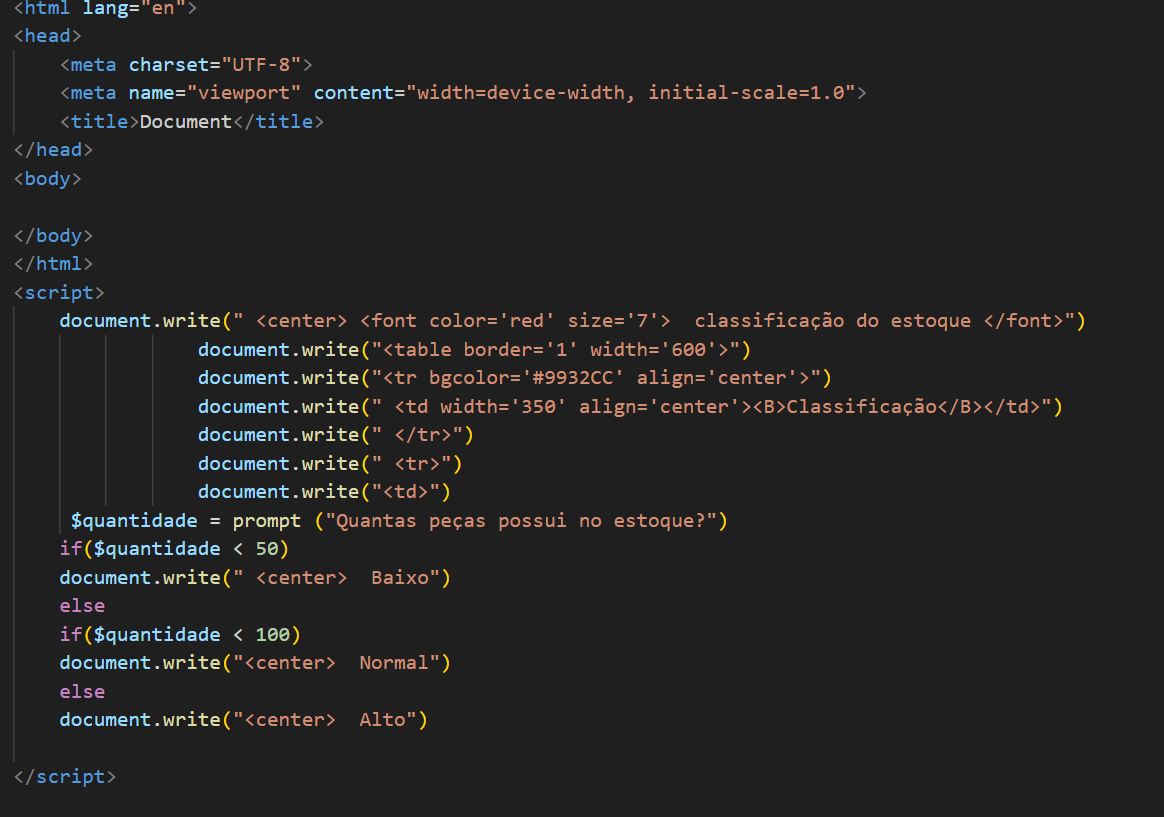 <html lang="en">
<head>
    <meta charset="UTF-8">
    <meta name="viewport" content="width=device-width, initial-scale=1.0">
    <title>Document</title>
</head>
<body>

</body>
</html>
<script>
    document.write(" <center> <font color='red' size='7'>  classificação do estoque </font>")
                document.write("<table border='1' width='600'>")
                document.write("<tr bgcolor='#9932CC' align='center'>")
                document.write(" <td width='350' align='center'><B>Classificação</B></td>")
                document.write(" </tr>")
                document.write(" <tr>")
                document.write("<td>")
     $quantidade = prompt ("Quantas peças possui no estoque?")
    if($quantidade < 50)
    document.write(" <center>  Baixo")
    else
    if($quantidade < 100)
    document.write("<center>  Normal")
    else
    document.write("<center>  Alto")

</script>